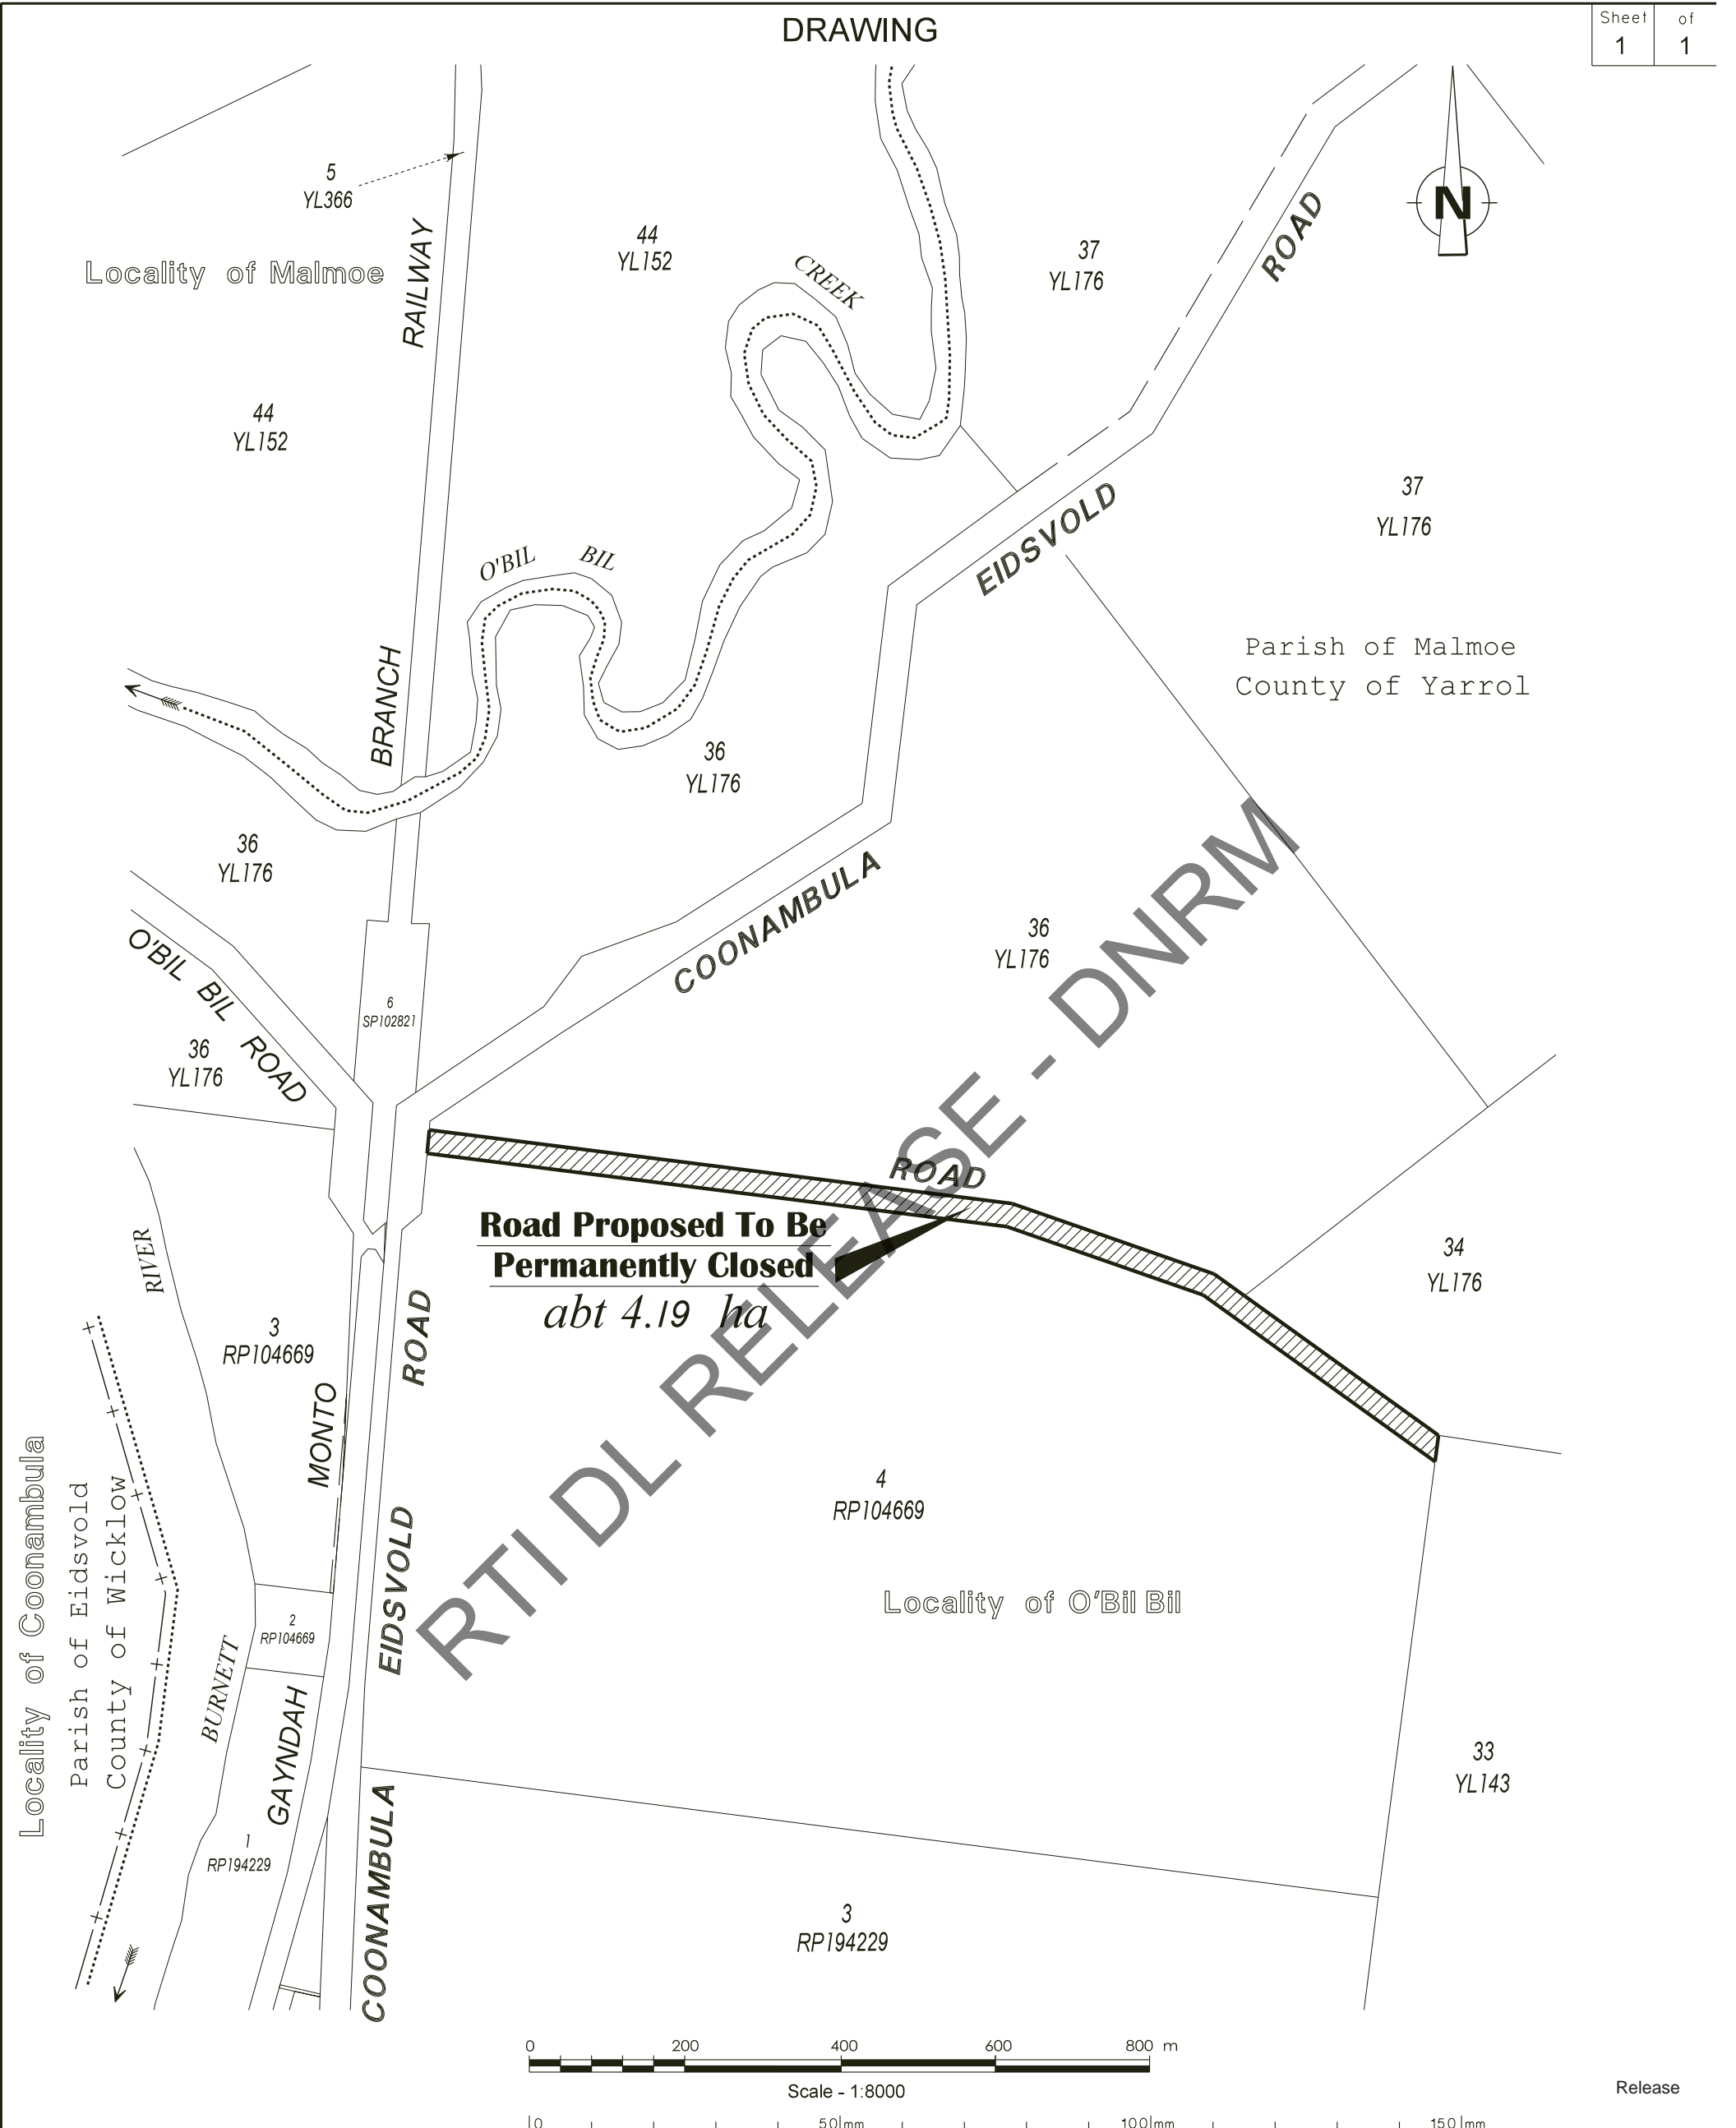 DRAWING
Sheet of
1 1
5
YL366
Locality of Malmoe
RAILWAY
44
YL152
CREEK
37
YL176
ROAD
N
44
YL152
37
YL176
EIDSVOLD
O'BIL BIL
Parish of Malmoe
County of Yarrol
BRANCH
36
YL176
36
YL176
COONAMBULA
36
YL176
O'BIL BIL ROAD
6
SP102821
36
YL176
ROAD
Road Proposed To Be
Permanently Closed
abt 4.19 ha
34
YL176
RIVER
3
RP104669
ROAD
MONTO
4
RP104669
Locality of Coonambula
Parish of Eidsvold
County of Wicklow
EIDSVOLD
Locality of O'Bil Bil
2
RP104669
BURNETT
GAYNDAH
33
YL143
1
RP194229
COONAMBULA
3
RP194229
RTI DL RELEASE - DNRM
0 200 400 600 800 m
Scale - 1:8000
Release
0 50 mm 100 mm 150 mm